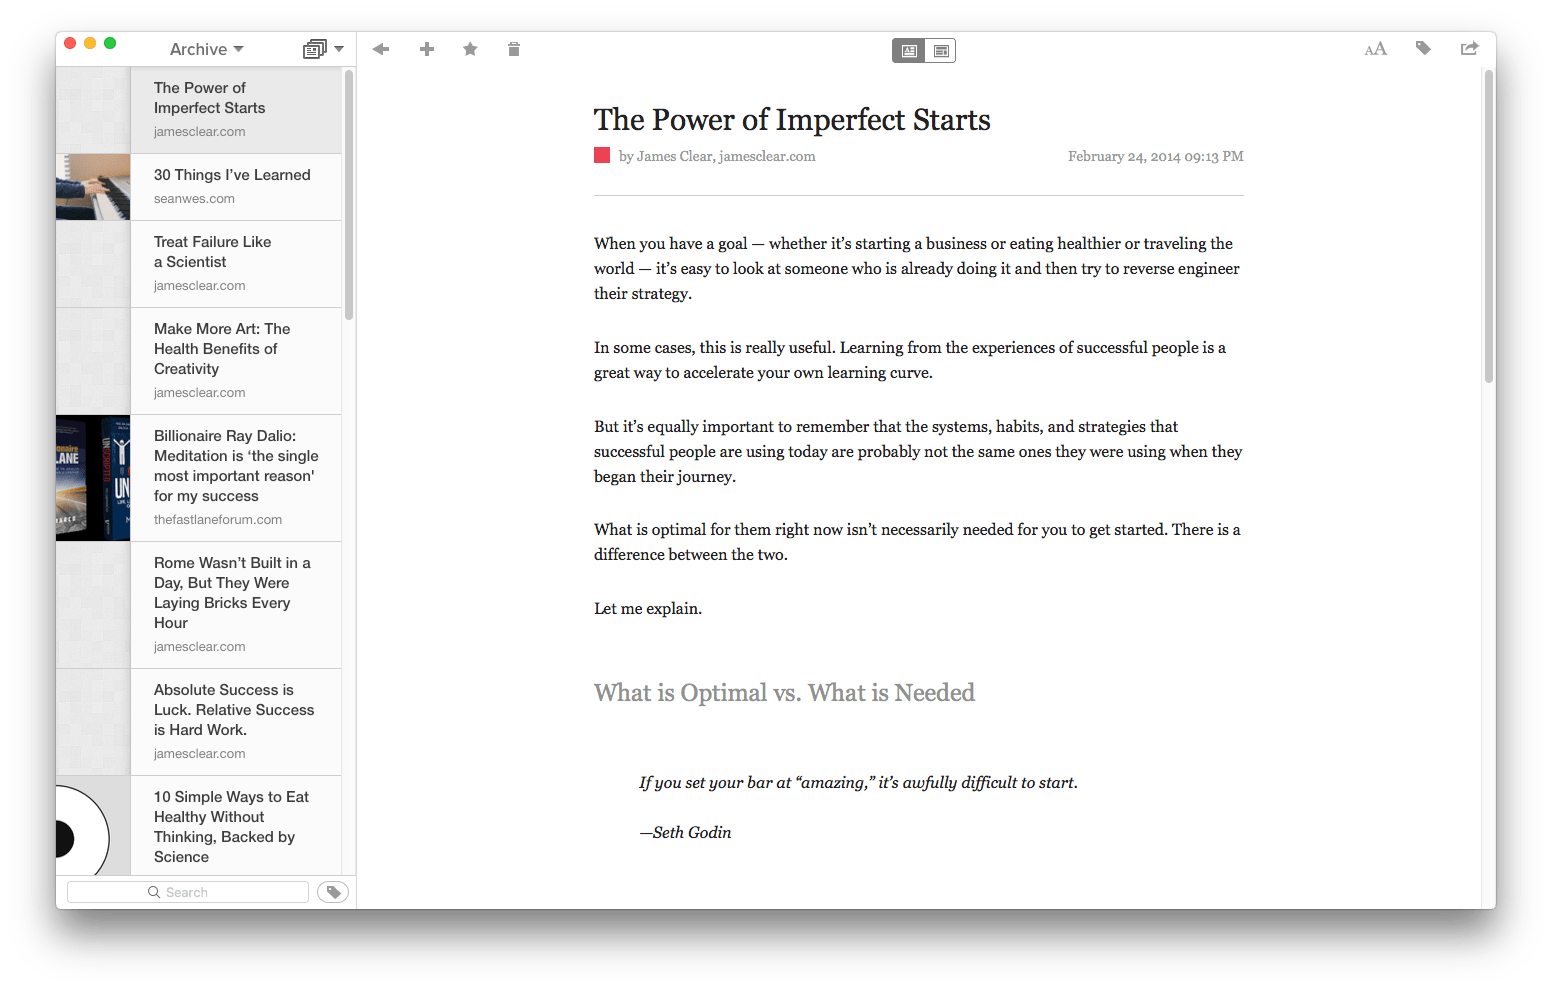 Archive
AA
The Power of
Imperfect Starts
jamesclear.com
30 Things I’ve Learned
seanwes.com
Treat Failure Like
a Scientist
jamesclear.com
Make More Art: The
Health Benefits of
Creativity
jamesclear.com
Billionaire Ray Dalio:
Meditation is ‘the single
most important reason'
for my success
thefastlaneforum.com
Rome Wasn’t Built in a
Day, But They Were
Laying Bricks Every
Hour
jamesclear.com
Absolute Success is
Luck. Relative Success
is Hard Work.
jamesclear.com
10 Simple Ways to Eat
Healthy Without
Thinking, Backed by
Science
Search
The Power of Imperfect Starts
by James Clear, jamesclear.com
February 24, 2014 09:13 PM
When you have a goal — whether it’s starting a business or eating healthier or traveling the
world — it’s easy to look at someone who is already doing it and then try to reverse engineer
their strategy.
In some cases, this is really useful. Learning from the experiences of successful people is a
great way to accelerate your own learning curve.
But it’s equally important to remember that the systems, habits, and strategies that
successful people are using today are probably not the same ones they were using when they
began their journey.
What is optimal for them right now isn’t necessarily needed for you to get started. There is a
difference between the two.
Let me explain.
What is Optimal vs. What is Needed
If you set your bar at “amazing,” it’s awfully difficult to start.
—Seth Godin